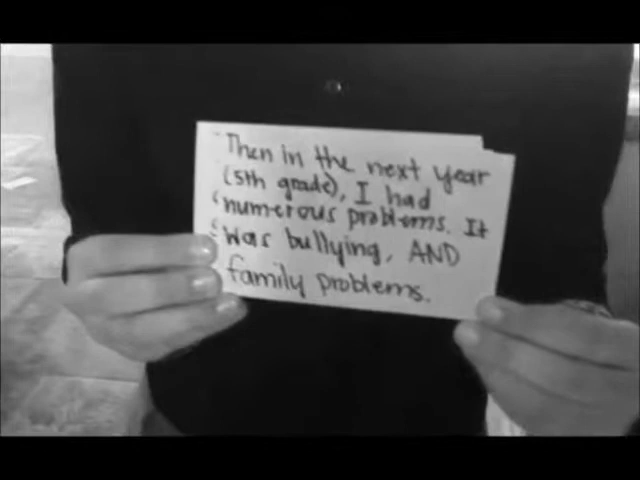 Then in the next year
(5th grade), I had
numerous problems. It
was bullying, AND
family problems.